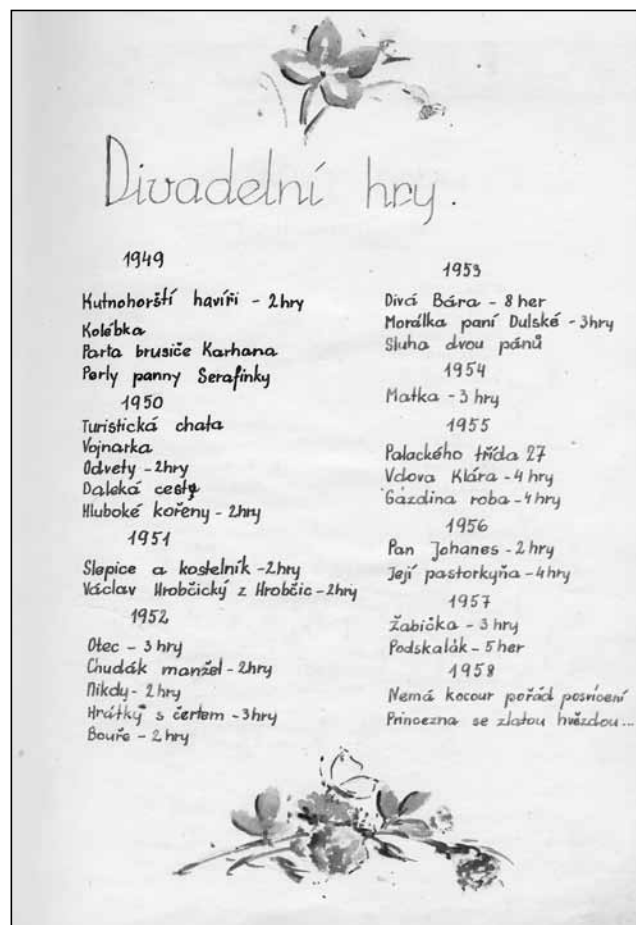 Divadelní hry.
1949
Kutnohorští havíři - 2hry
Kolébka
Parta brusiče Karhana
Perly panny Serafinky
1950
Turistická chata
Vojnarka
Odvety - 2hry
Daleká cesta
Hluboké kořeny - 2hry
1951
Slepice a kostelník - 2hry
Václav Hrobčický z Hrobčic - 2hry
1952
Otec - 3 hry
Chudák manžel - 2hry
Nikdy - 2 hry
Hrátky s čertem - 3hry
Bouře - 2 hry
1953
Divá Bára - 8 her
Morálka paní Dulské - 3hry
Sluha dvou pánů
1954
Matka - 3 hry
1955
Palackého třída 27
Vdova Klára - 4 hry
Gazdina roba - 4hry
1956
Pan Johanes - 2 hry
Její pastorkyňa - 4hry
1957
Žabička - 3 hry
Podskalák - 5 her
1958
Nemá kocour pořád posvícení
Princezna se zlatou hvězdou...